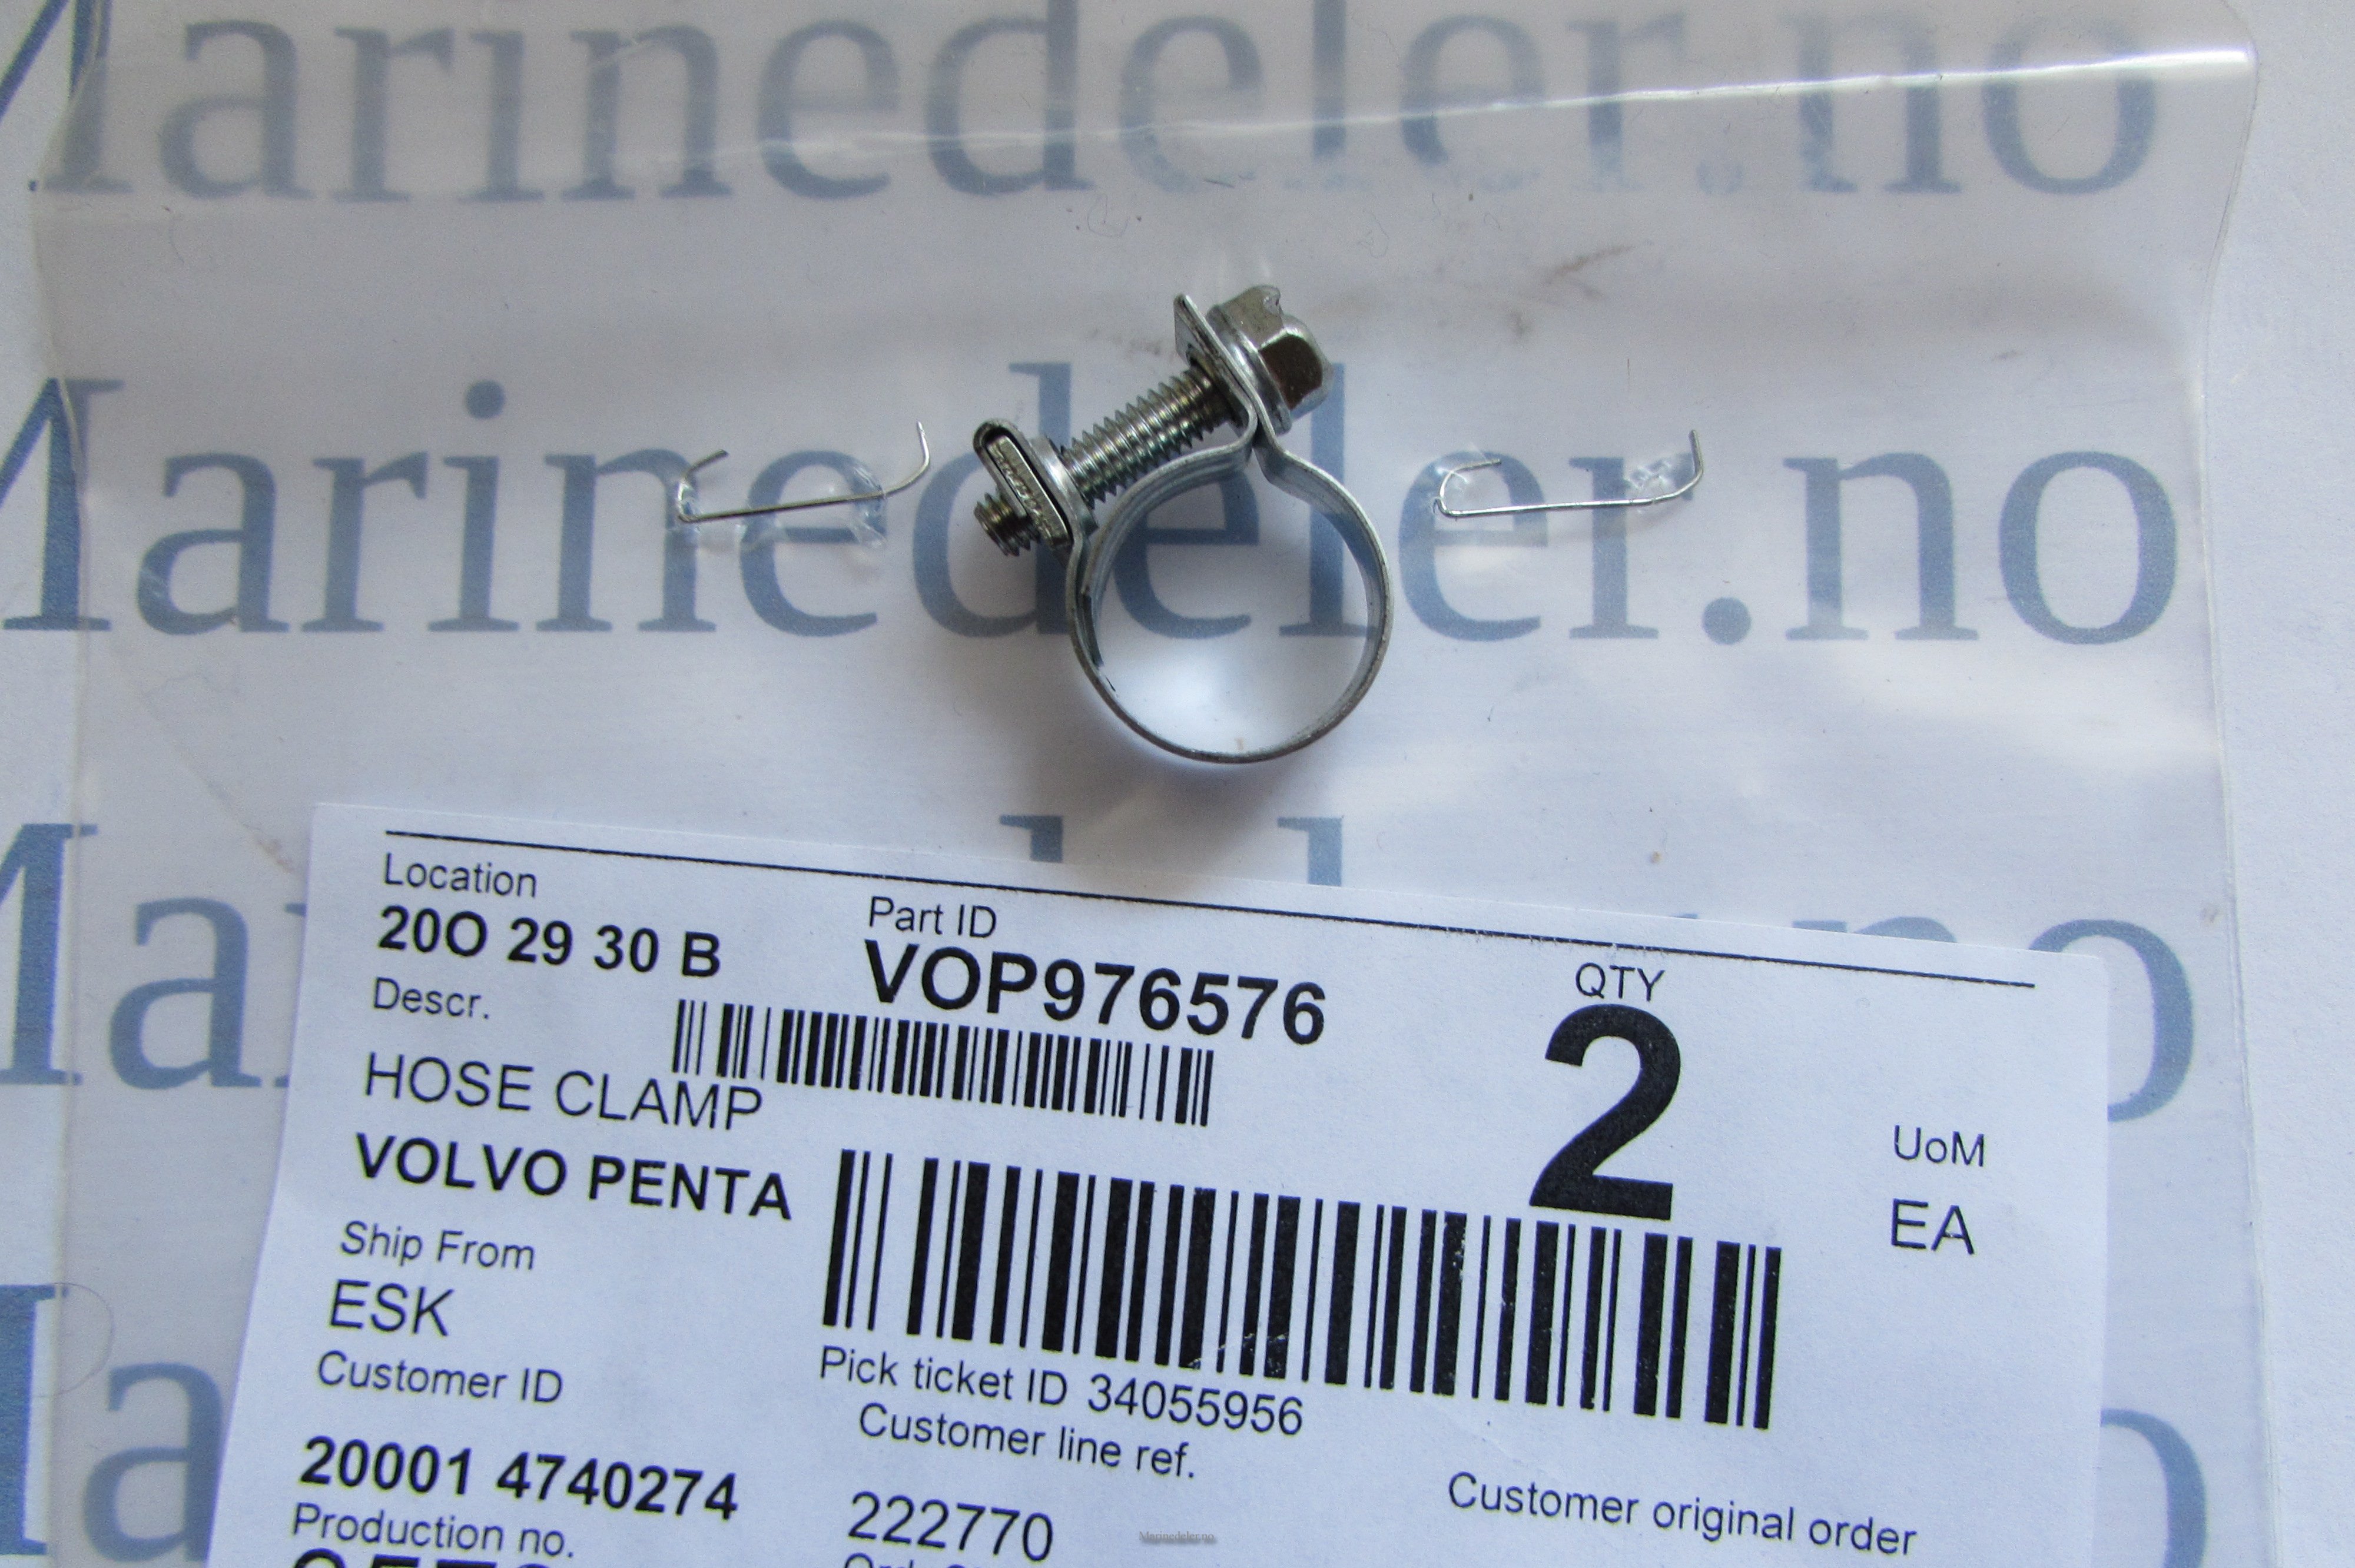 Marinedeler.no
Marinedeler.no
Location
20O 29 30 B
Part ID
VOP976576
QTY
2
Descr.
HOSE CLAMP
VOLVO PENTA
UoM
EA
Ship From
ESK
Pick ticket ID 34055956
Customer ID
20001 4740274
Customer line ref.
222770
Customer original order
Production no.
Marinedeler.no